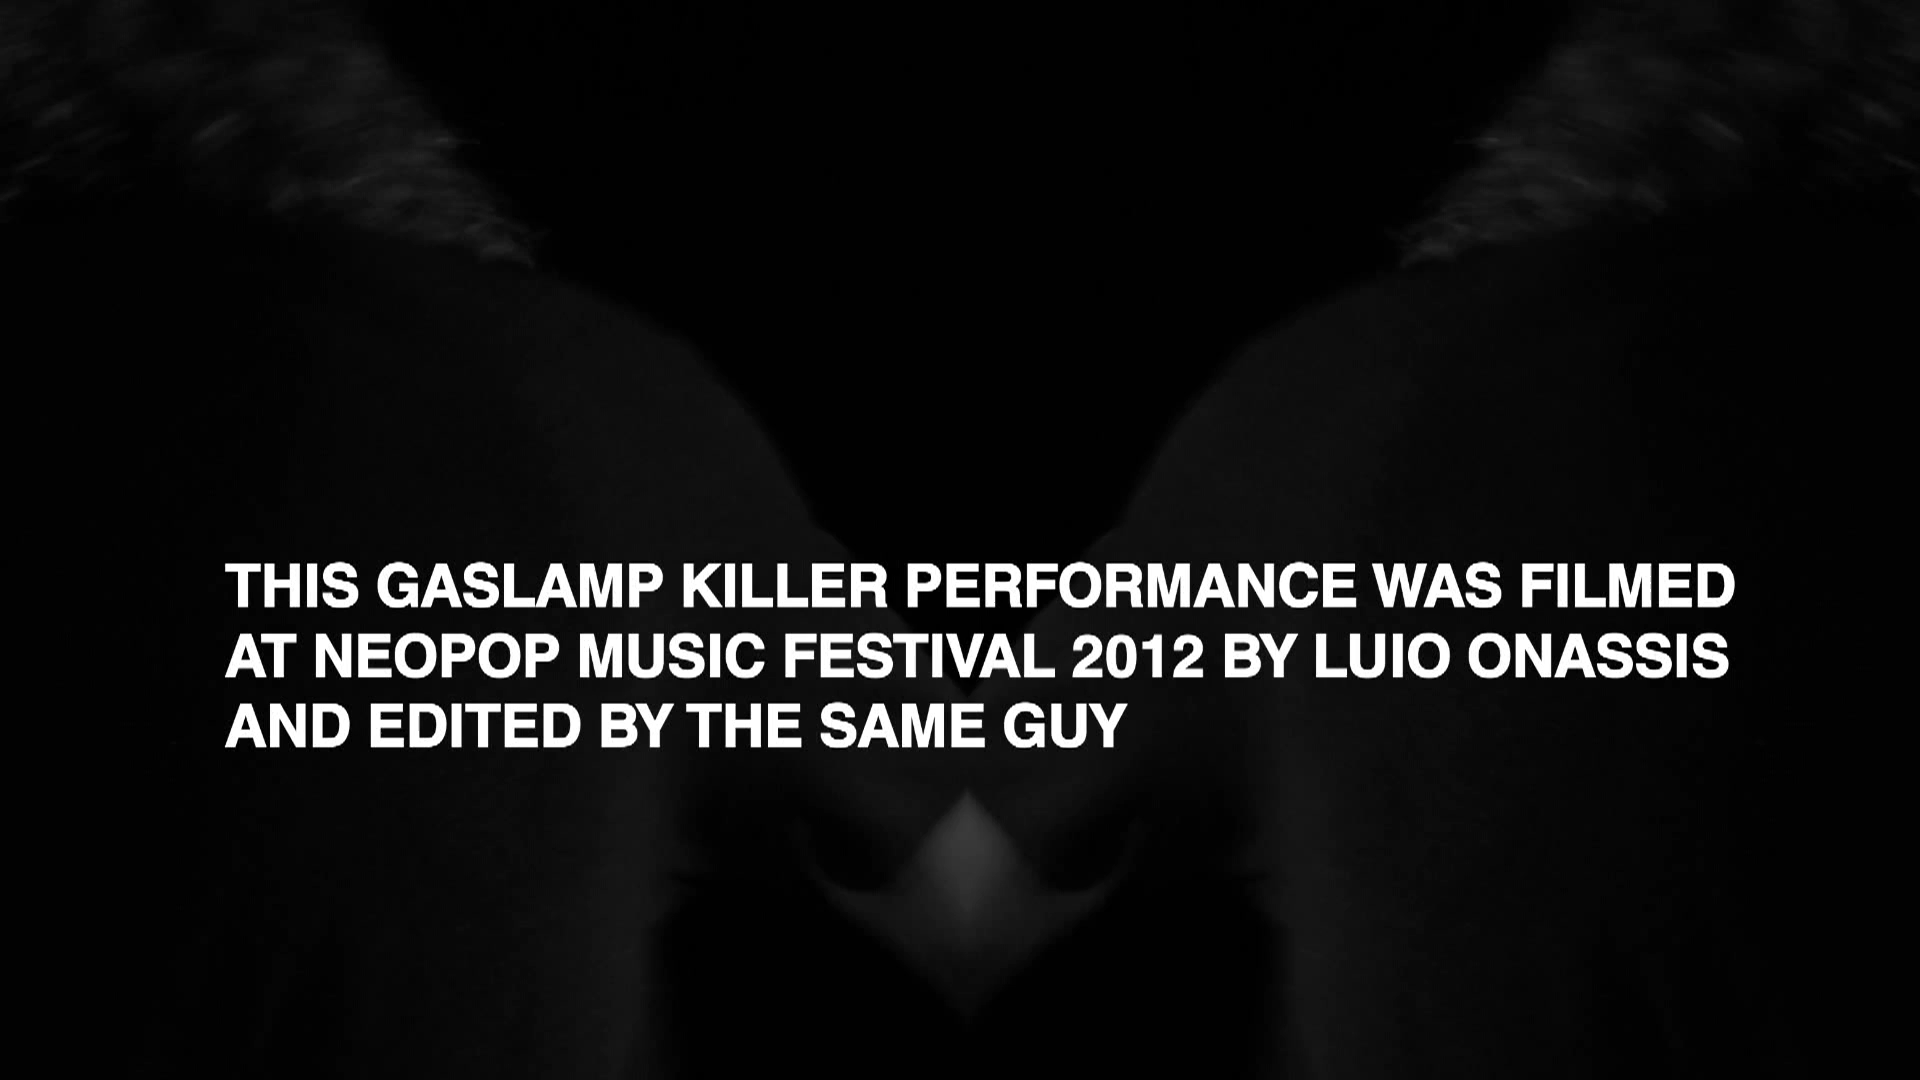 THIS GASLAMP KILLER PERFORMANCE WAS FILMED
AT NEOPOP MUSIC FESTIVAL 2012 BY LUIO ONASSIS
AND EDITED BY THE SAME GUY